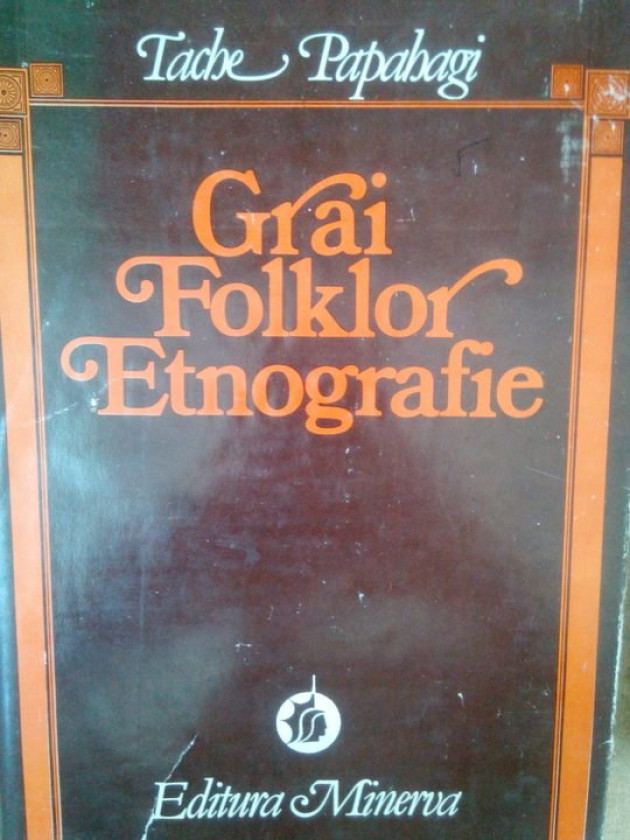 Tache Papahagi
Grai
Folklor
Etnografie
Editura Minerva